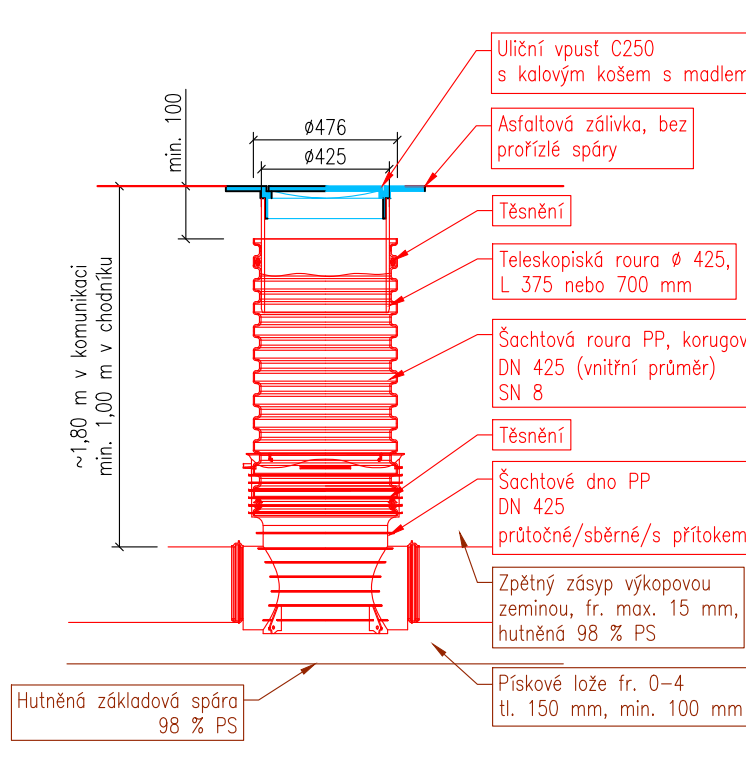 Uliční vpusť C250
s kalovým košem s madlem
Asfaltová zálivka, bez
prořízlé spáry
Těsnění
Teleskopiská roura ø 425,
L 375 nebo 700 mm
Šachtová roura PP, korugov
DN 425 (vnitřní průměr)
SN 8
Těsnění
Šachtové dno PP
DN 425
průtočné/sběrné/s přítokem
Zpětný zásyp výkopovou
zeminou, fr. max. 15 mm,
hutněná 98 % PS
Pískové lože fr. 0-4
tl. 150 mm, min. 100 mm
Hutněná základová spára
98 % PS
min. 100
ø476
ø425
~1,80 m v komunikaci
min. 1,00 m v chodníku